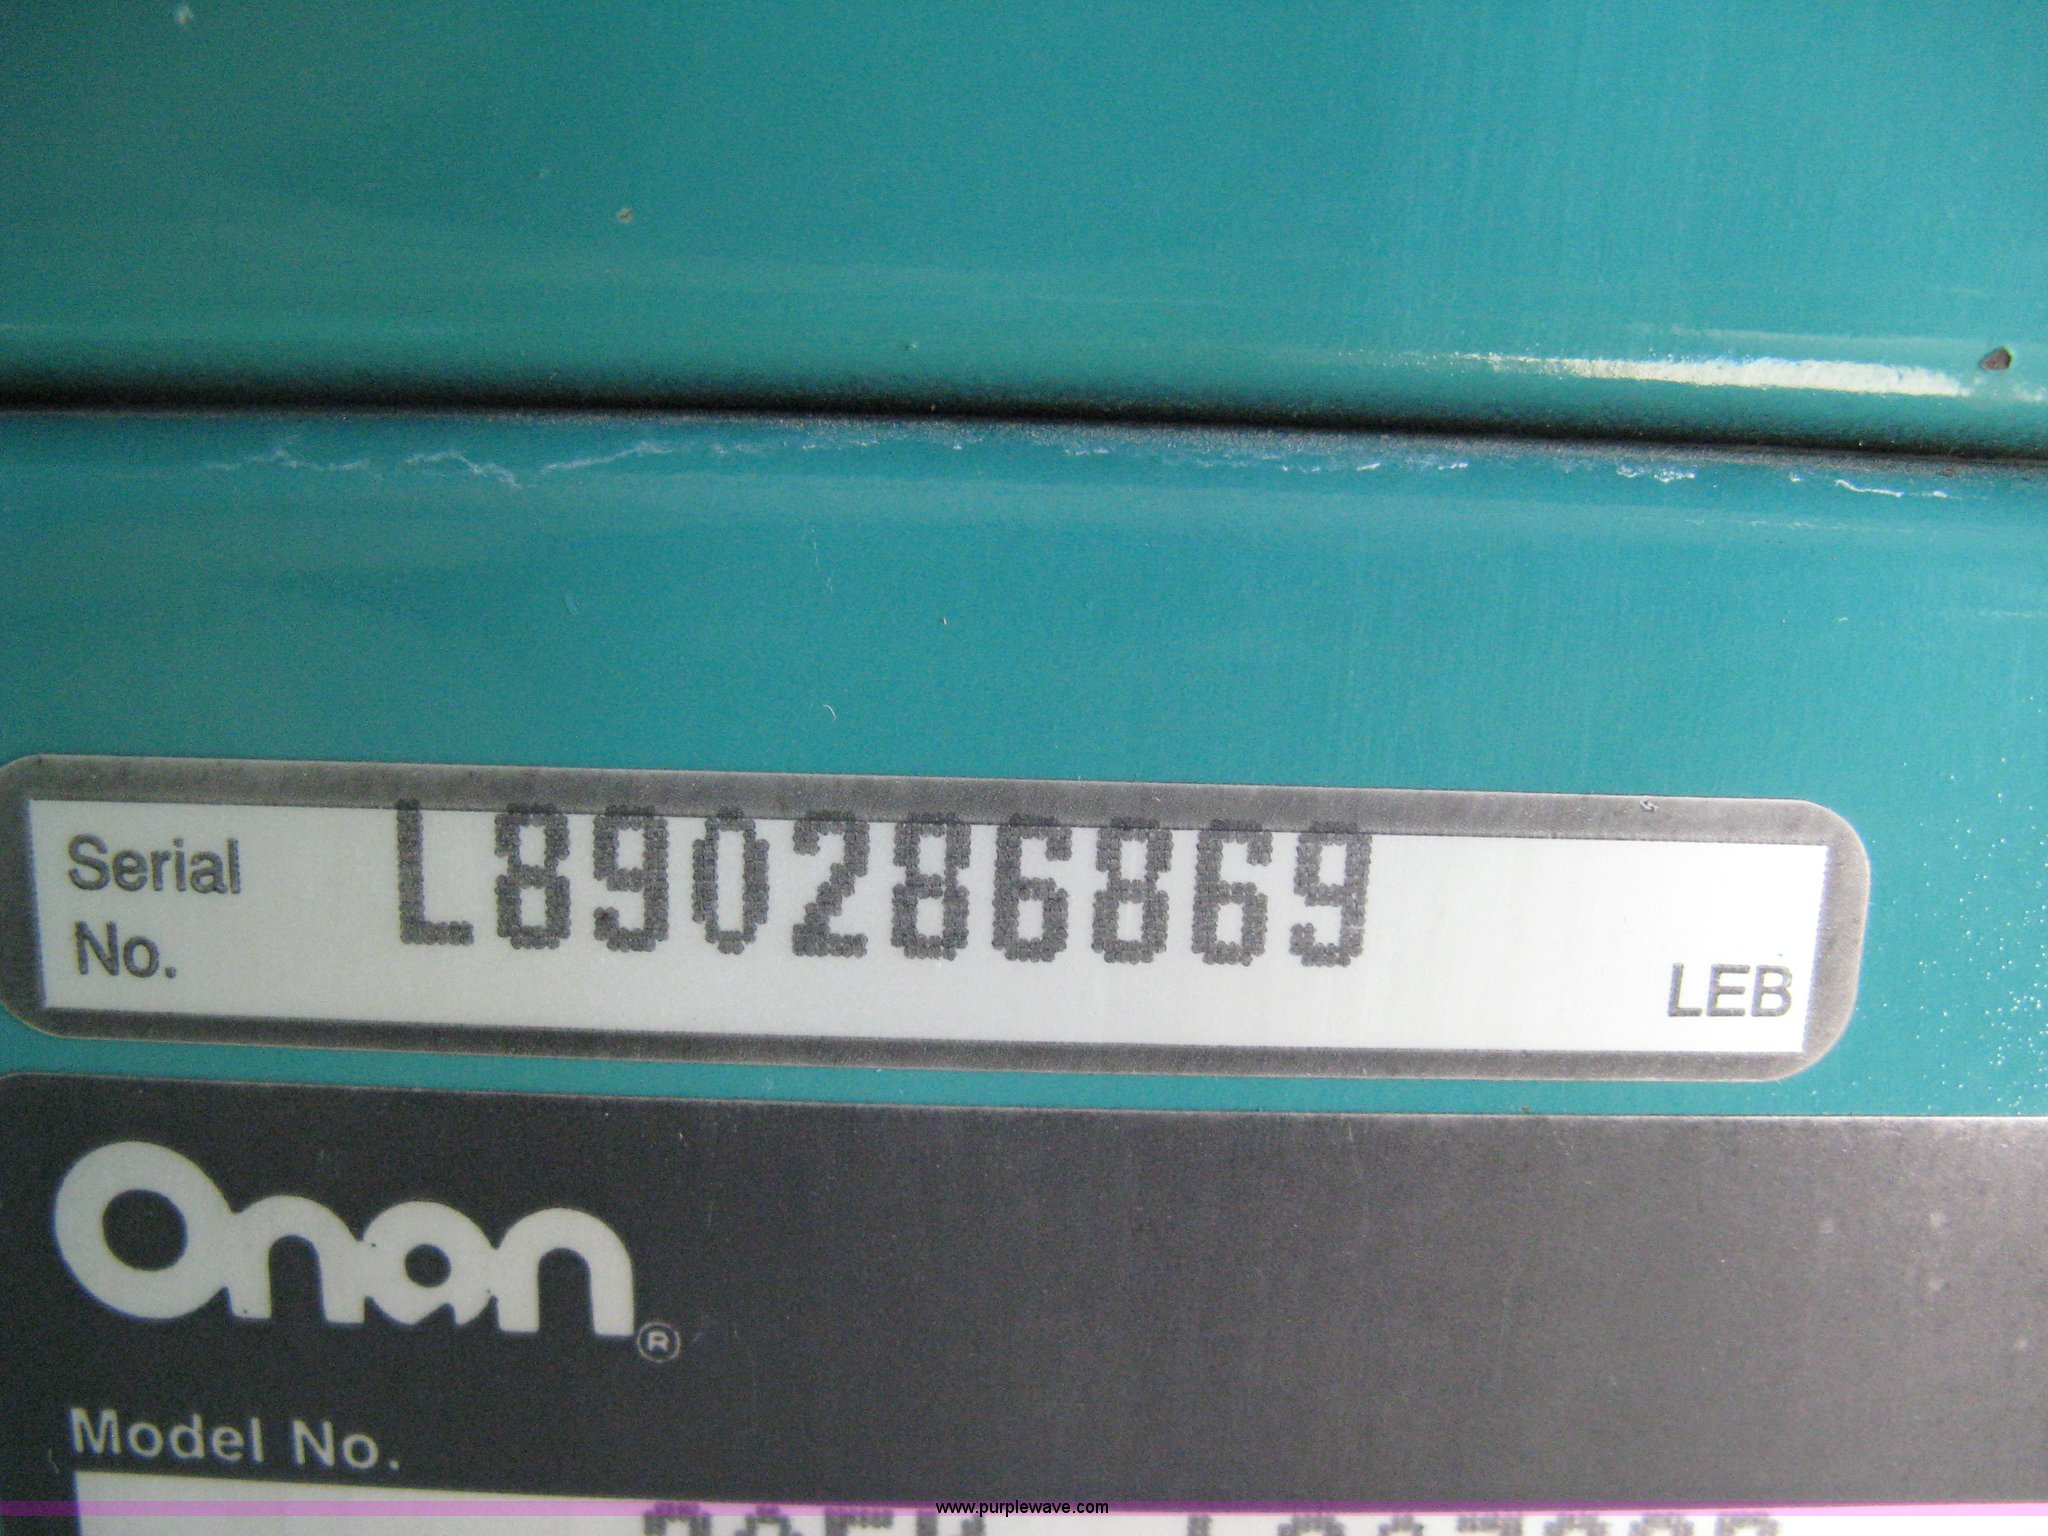 Serial No. L890286869
LEB
Onan®
Model No.
www.purplewave.com